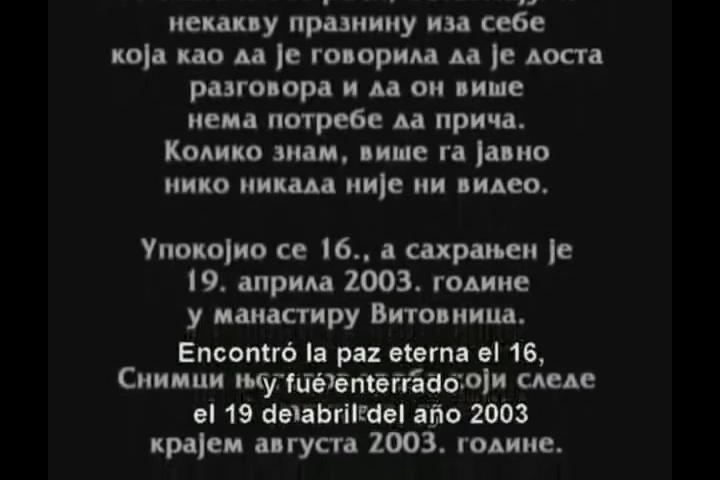 некакву празнину иза себе
која као да је говорила да је доста
разговора и да он више
нема потребе да прича.
Колико знам, више га јавно
нико никада није ни видео.
Упокојио се 16., а сахрањен је
19. априла 2003. године
у манастиру Витовница.
Encontró la paz eterna el 16,
Снимци који следе
y fué enterrado
el 19 de abril del año 2003
крајем августа 2003. године.